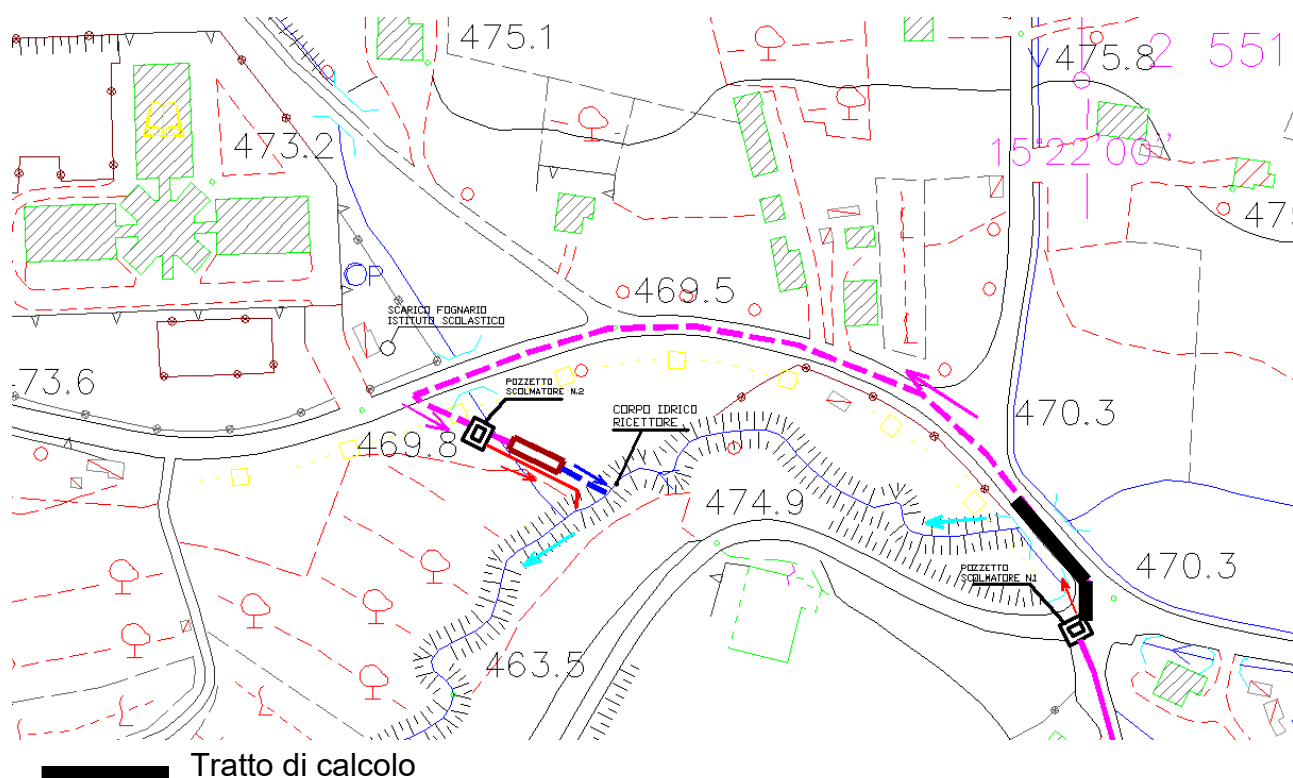 475.1
475.8
2 551
473.2
15°22'00"
475
469.5
P
SCARICO FOGNARIO
ISTITUTO SCOLASTICO
73.6
POZZETTO
SCOLMATORE N.2
CORPO IDRICO
RICETTORE
470.3
469.8
474.9
470.3
POZZETTO
SCOLMATORE N.1
463.5
Tratto di calcolo